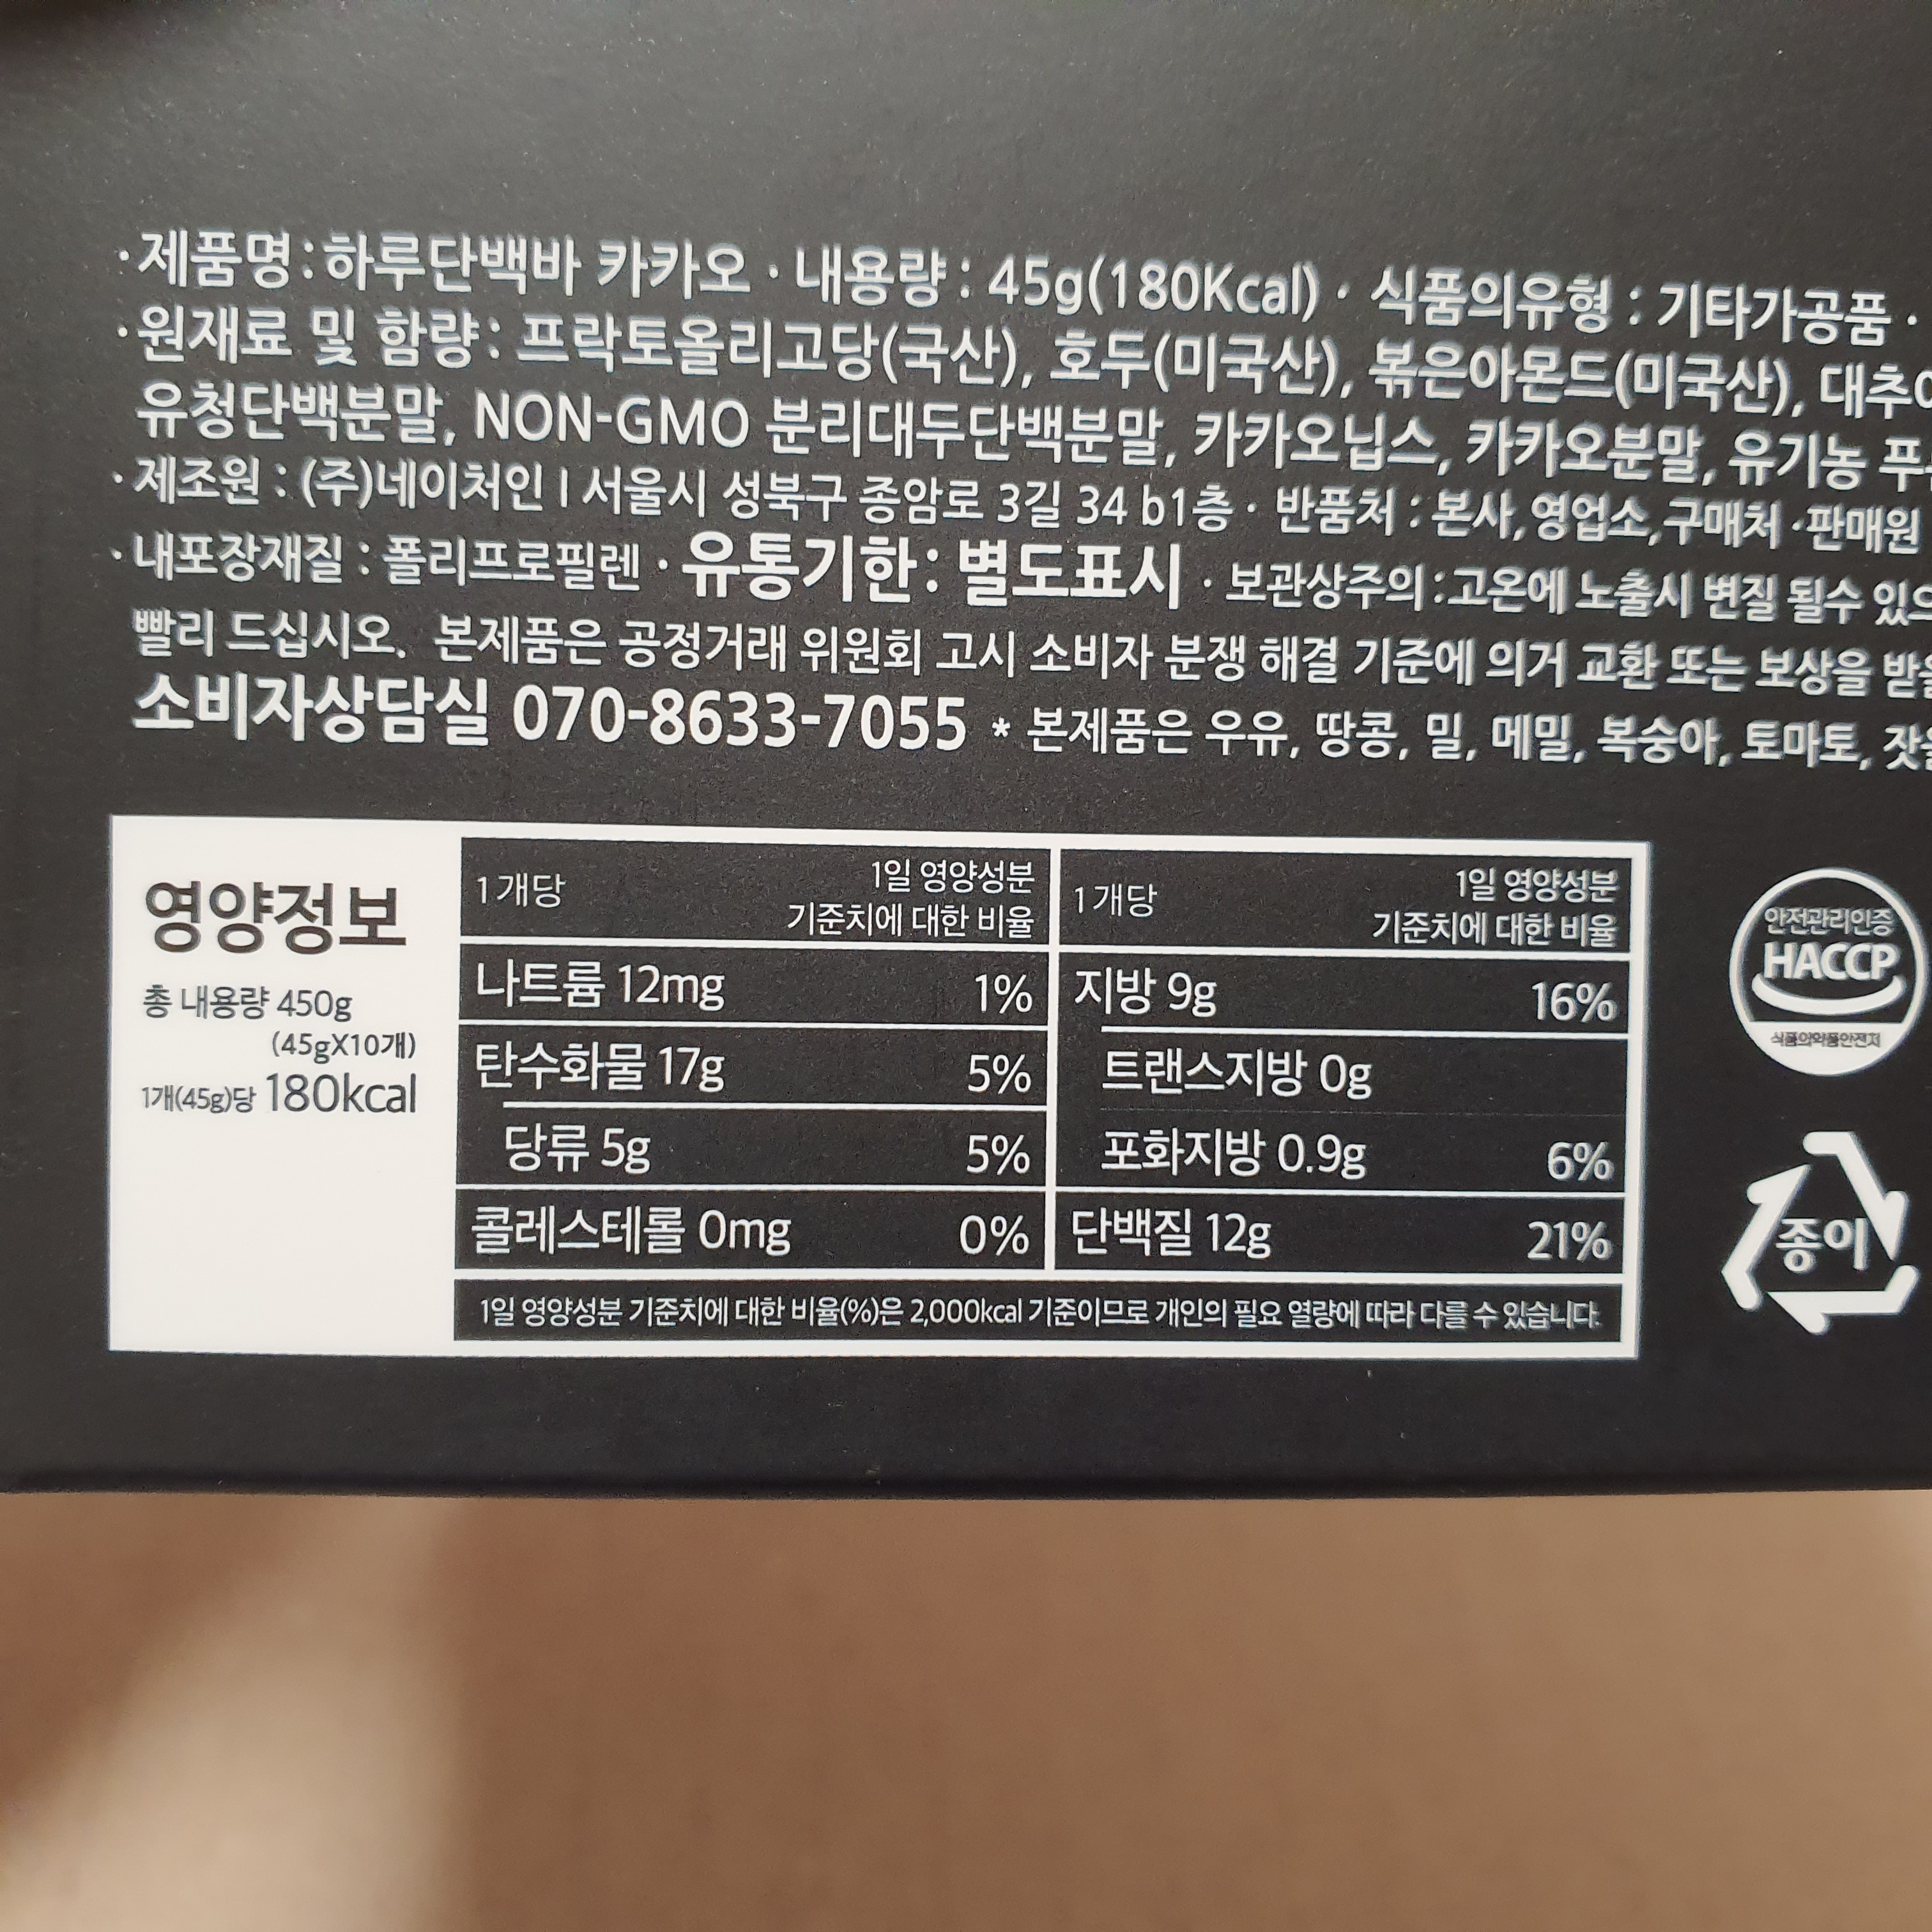 ·제품명:하루단백바 카카오 · 내용량 : 45g(180Kcal) · 식품의유형 : 기타가공품 ·
·원재료 및 함량: 프락토올리고당(국산), 호두(미국산), 볶은아몬드(미국산),
유청단백분말, NON-GMO 분리대두단백분말, 카카오닙스, 카카오분말, 유기농
·제조원 : (주)네이처인 l 서울시 성북구 종암로 3길 34 b1층 · 반품처 : 본사,영업소,구매처 ·판매원
·내포장재질 : 폴리프로필렌 · 유통기한: 별도표시 · 보관상주의:고온에 노출시 변질 될수
빨리 드십시오. 본제품은 공정거래 위원회 고시 소비자 분쟁 해결 기준에 의거 교환 또는 보상을
소비자상담실 070-8633-7055 * 본제품은 우유, 땅콩, 밀, 메밀, 복숭아, 토마토,
영양정보
총 내용량 450g
(45gX10개)
1개(45g)당 180kcal
1개당 1일 영양성분
기준치에 대한 비율
나트륨 12mg 1%
탄수화물 17g 5%
당류 5g 5%
콜레스테롤 0mg 0%
1개당 1일 영양성분
기준치에 대한 비율
지방 9g 16%
트랜스지방 0g
포화지방 0.9g 6%
단백질 12g 21%
1일 영양성분 기준치에 대한 비율(%)은 2,000kcal 기준이므로 개인의 필요 열량에 따라 다를 수 있습니다.
안전관리인증
HACCP
식품의약품안전처
종이